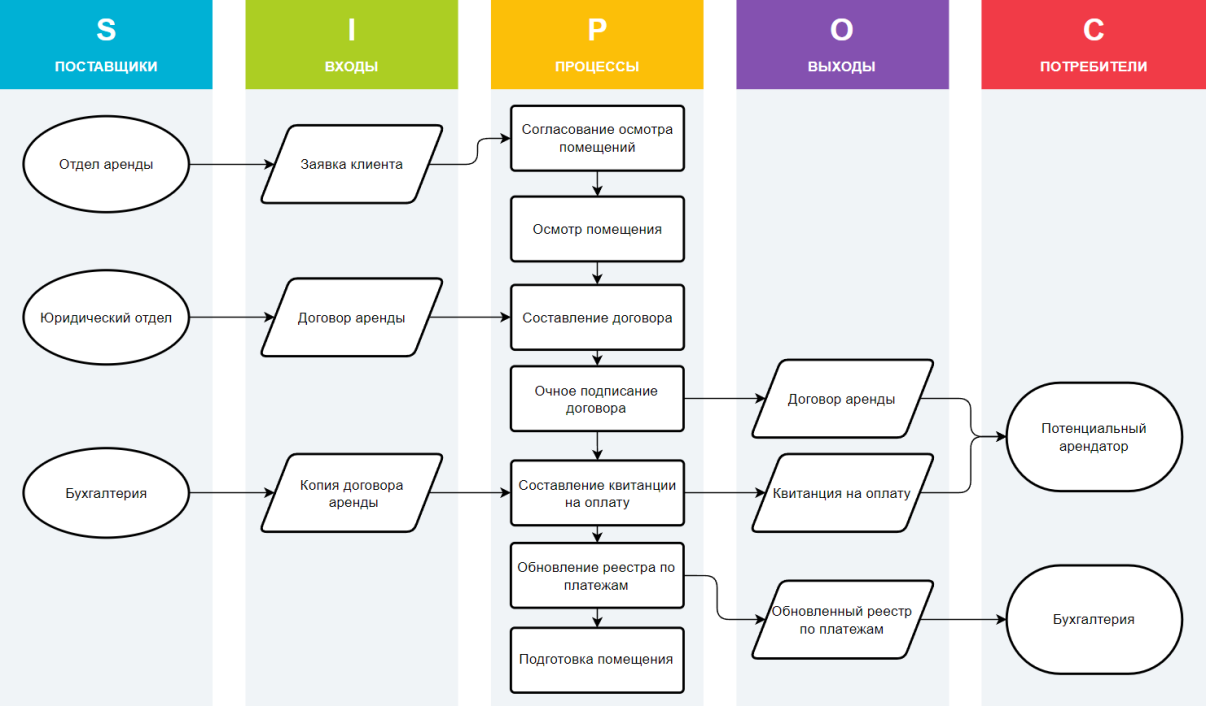 S
ПОСТАВЩИКИ
I
ВХОДЫ
P
ПРОЦЕССЫ
O
ВЫХОДЫ
C
ПОТРЕБИТЕЛИ
Отдел аренды
Заявка клиента
Согласование осмотра
помещений
Осмотр помещения
Юридический отдел
Договор аренды
Составление договора
Очное подписание
договора
Договор аренды
Потенциальный
арендатор
Бухгалтерия
Копия договора
аренды
Составление квитанции
на оплату
Квитанция на оплату
Обновление реестра по
платежам
Обновленный реестр
по платежам
Бухгалтерия
Подготовка помещения